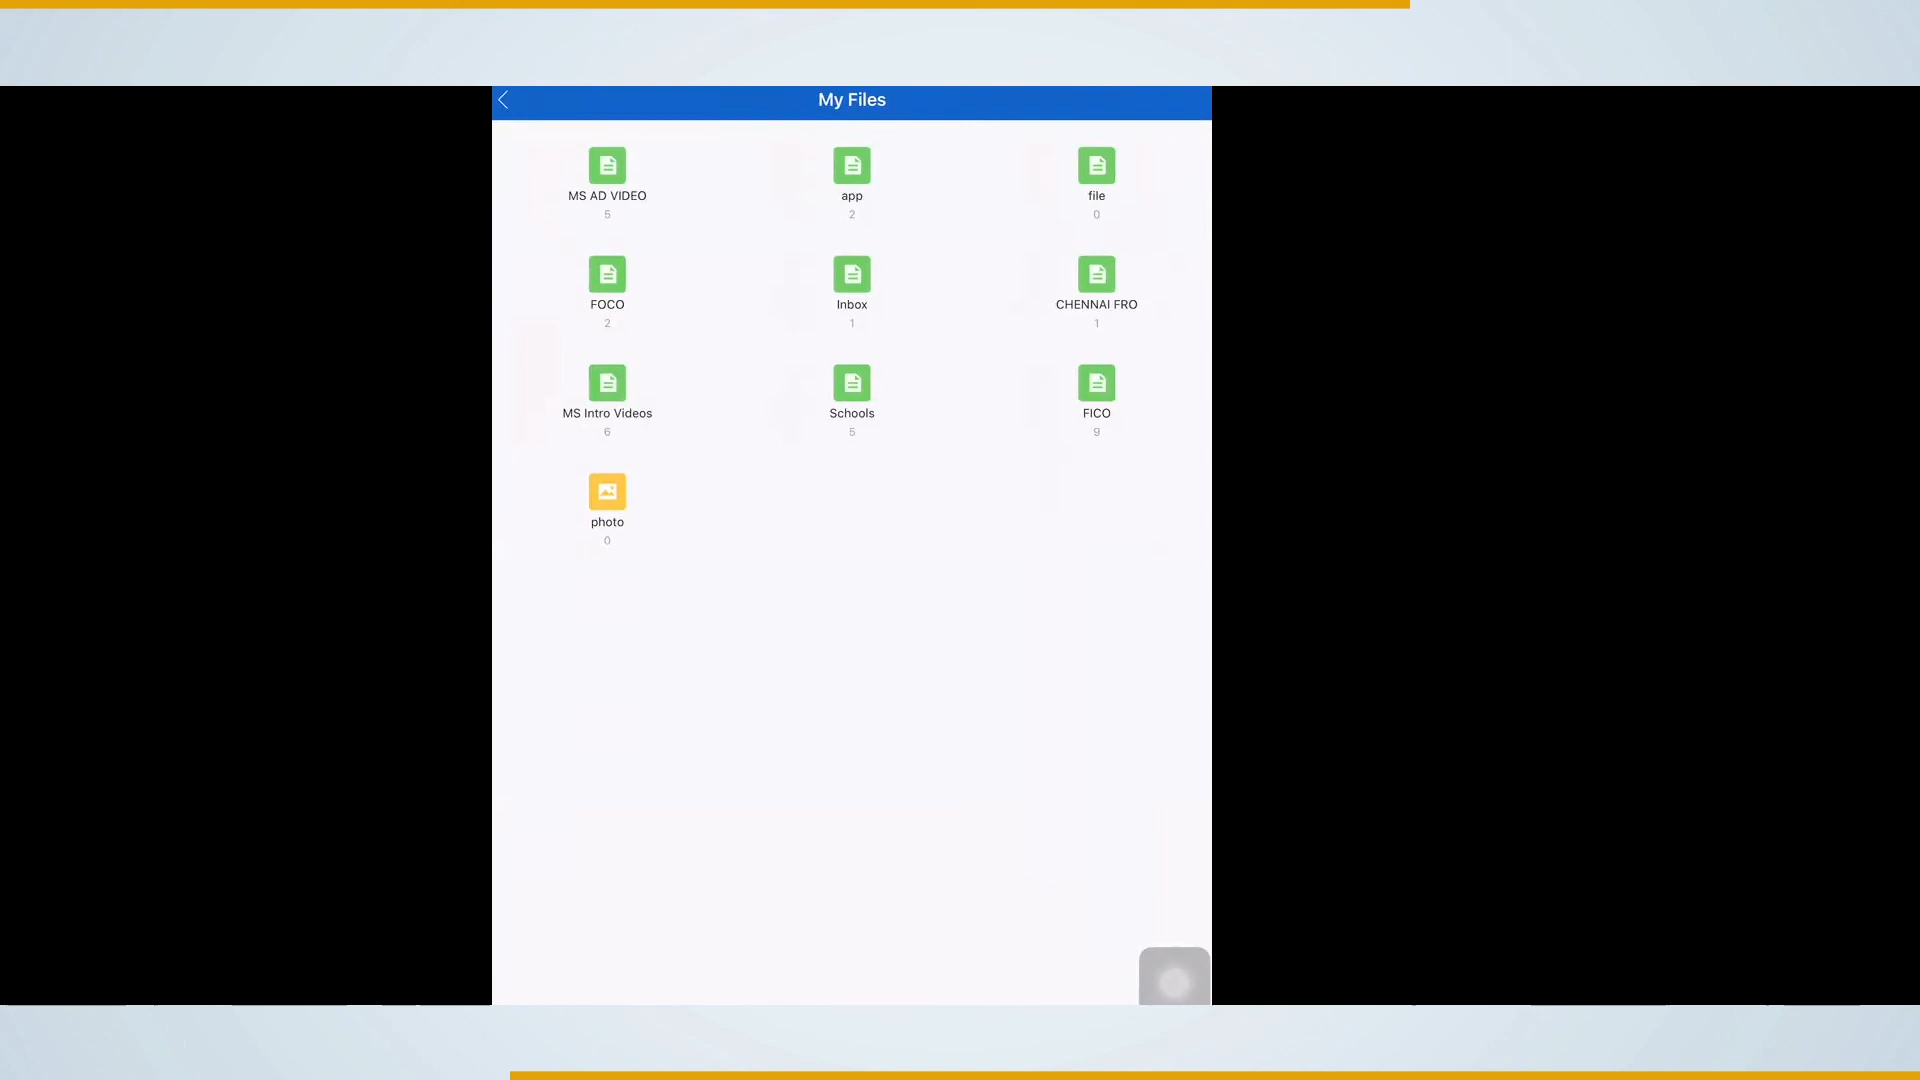 My Files
MS AD VIDEO
5
app
2
file
0
FOCO
2
Inbox
1
CHENNAI FRO
1
MS Intro Videos
6
Schools
5
FICO
9
photo
0